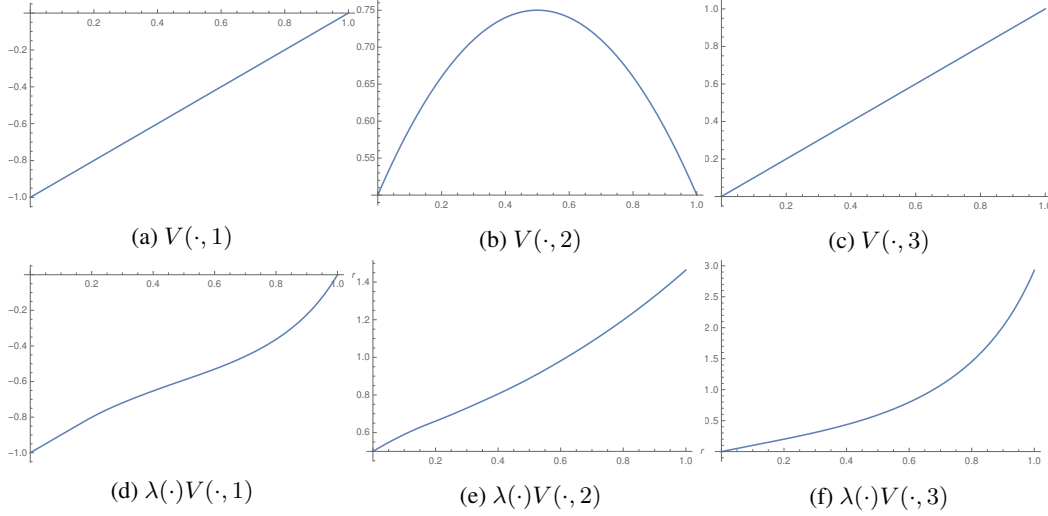 0.2 0.4 0.6 0.8 1.0
−0.2
−0.4
−0.6
−0.8
−1.0
(a) V(·, 1)
0.75
0.70
0.65
0.60
0.55
0.2 0.4 0.6 0.8 1.0
(b) V(·, 2)
1.0
0.8
0.6
0.4
0.2
0.2 0.4 0.6 0.8 1.0
(c) V(·, 3)
0.2 0.4 0.6 0.8 1.0 r
−0.2
−0.4
−0.6
−0.8
−1.0
(d) λ(·)V(·, 1)
1.4
1.2
1.0
0.8
0.6
0.2 0.4 0.6 0.8 1.0 r
(e) λ(·)V(·, 2)
3.0
2.5
2.0
1.5
1.0
0.5
0.2 0.4 0.6 0.8 1.0
(f) λ(·)V(·, 3)